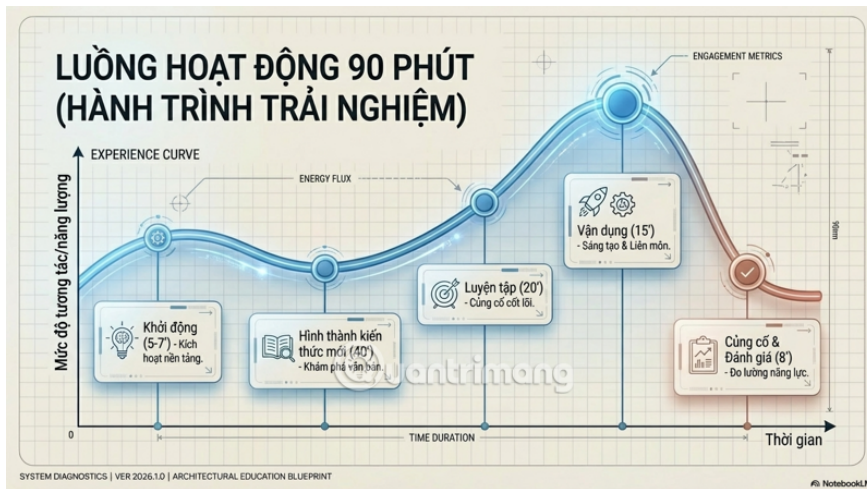 LUỒNG HOẠT ĐỘNG 90 PHÚT
(HÀNH TRÌNH TRẢI NGHIỆM)
ENGAGEMENT METRICS
EXPERIENCE CURVE
ENERGY FLUX
Mức độ tương tác/năng lượng
Khởi động
(5-7') - Kích
hoạt nền tảng.
Hình thành kiến
thức mới (40')
- Khám phá văn bản.
Luyện tập (20')
- Củng cố cốt lõi.
Vận dụng (15')
- Sáng tạo & Liên môn.
Củng cố &
Đánh giá (8')
- Đo lường năng lực.
@Quantrimang
90mm
0
TIME DURATION
Thời gian
SYSTEM DIAGNOSTICS | VER 2026.1.0 | ARCHITECTURAL EDUCATION BLUEPRINT